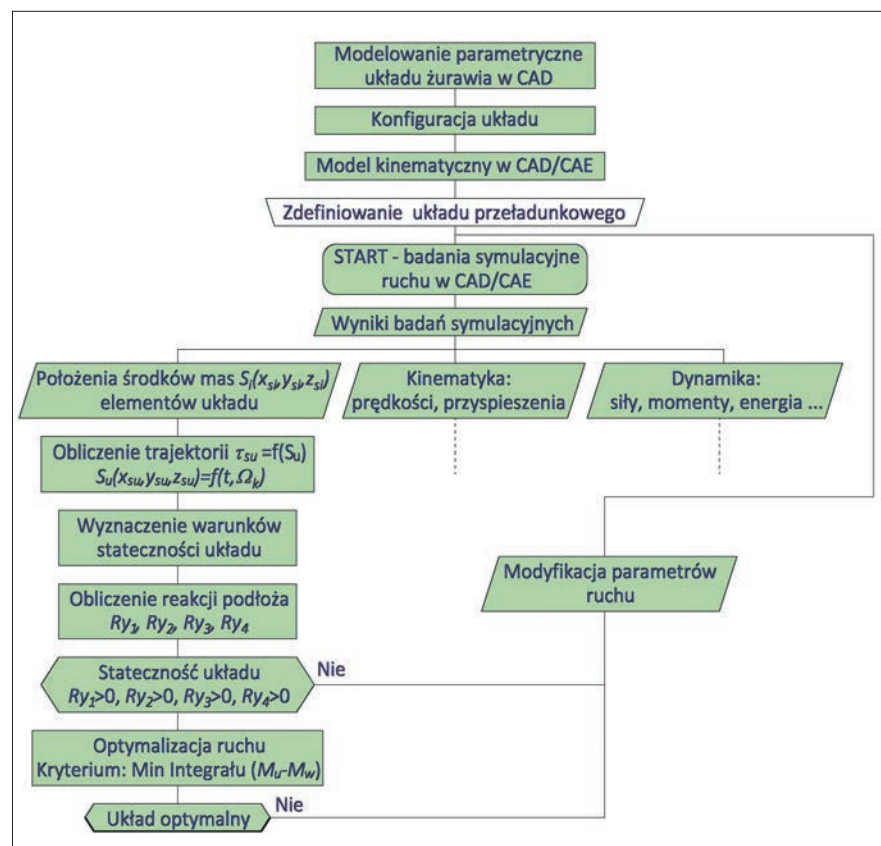 Modelowanie parametryczne
układu żurawia w CAD
Konfiguracja układu
Model kinematyczny w CAD/CAE
Zdefiniowanie układu przeładunkowego
START - badania symulacyjne
ruchu w CAD/CAE
Wyniki badań symulacyjnych
Położenia środków mas Si(xsi,ysi,zsi)
elementów układu
Kinematyka:
prędkości, przyspieszenia
Dynamika:
siły, momenty, energia ...
Obliczenie trajektorii τsu =f(Su)
Su(xsu,ysu,zsu)=f(t,Ωk)
Wyznaczenie warunków
stateczności układu
Modyfikacja parametrów
ruchu
Obliczenie reakcji podłoża
Ry1, Ry2, Ry3, Ry4
Stateczność układu
Ry1>0, Ry2>0, Ry3>0, Ry4>0
Nie
Optymalizacja ruchu
Kryterium: Min Integrału (Mu-Mw)
Układ optymalny
Nie